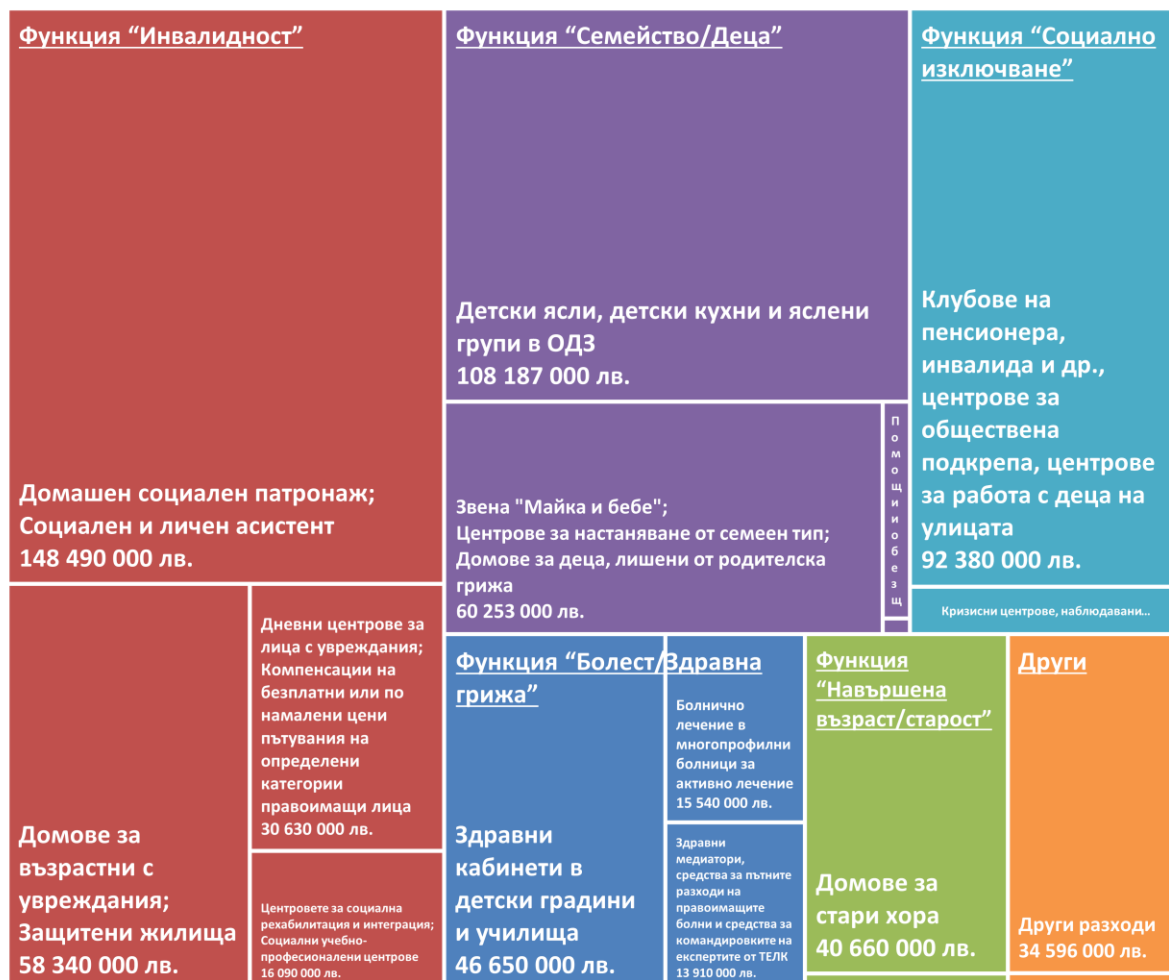 Функция “Инвалидност”
Домашен социален патронаж;
Социален и личен асистент
148 490 000 лв.
Домове за
възрастни с
увреждания;
Защитени жилища
58 340 000 лв.
Дневни центрове за
лица с увреждания;
Компенсации на
безплатни или по
намалени цени
пътувания на
определени
категории
правоимащи лица
30 630 000 лв.
Центровете за социална
рехабилитация и интеграция;
Социални учебно-
професионалени центрове
16 090 000 лв.
Функция “Семейство/Деца”
Детски ясли, детски кухни и яслени
групи в ОДЗ
108 187 000 лв.
Звена "Майка и бебе";
Центрове за настаняване от семеен тип;
Домове за деца, лишени от родителска
грижа
60 253 000 лв.
Помощи и обезщ
Функция “Социално
изключване”
Клубове на
пенсионера,
инвалида и др.,
центрове за
обществена
подкрепа, центрове
за работа с деца на
улицата
92 380 000 лв.
Кризисни центрове, наблюдавани…
Функция “Болест/Здравна
грижа”
Здравни
кабинети в
детски градини
и училища
46 650 000 лв.
Болнично
лечение в
многопрофилни
болници за
активно лечение
15 540 000 лв.
Здравни
медиатори,
средства за пътните
разходи на
правоимащите
болни и средства за
командировките на
експертите от ТЕЛК
13 910 000 лв.
Функция
“Навършена
възраст/старост”
Домове за
стари хора
40 660 000 лв.
Други
Други разходи
34 596 000 лв.